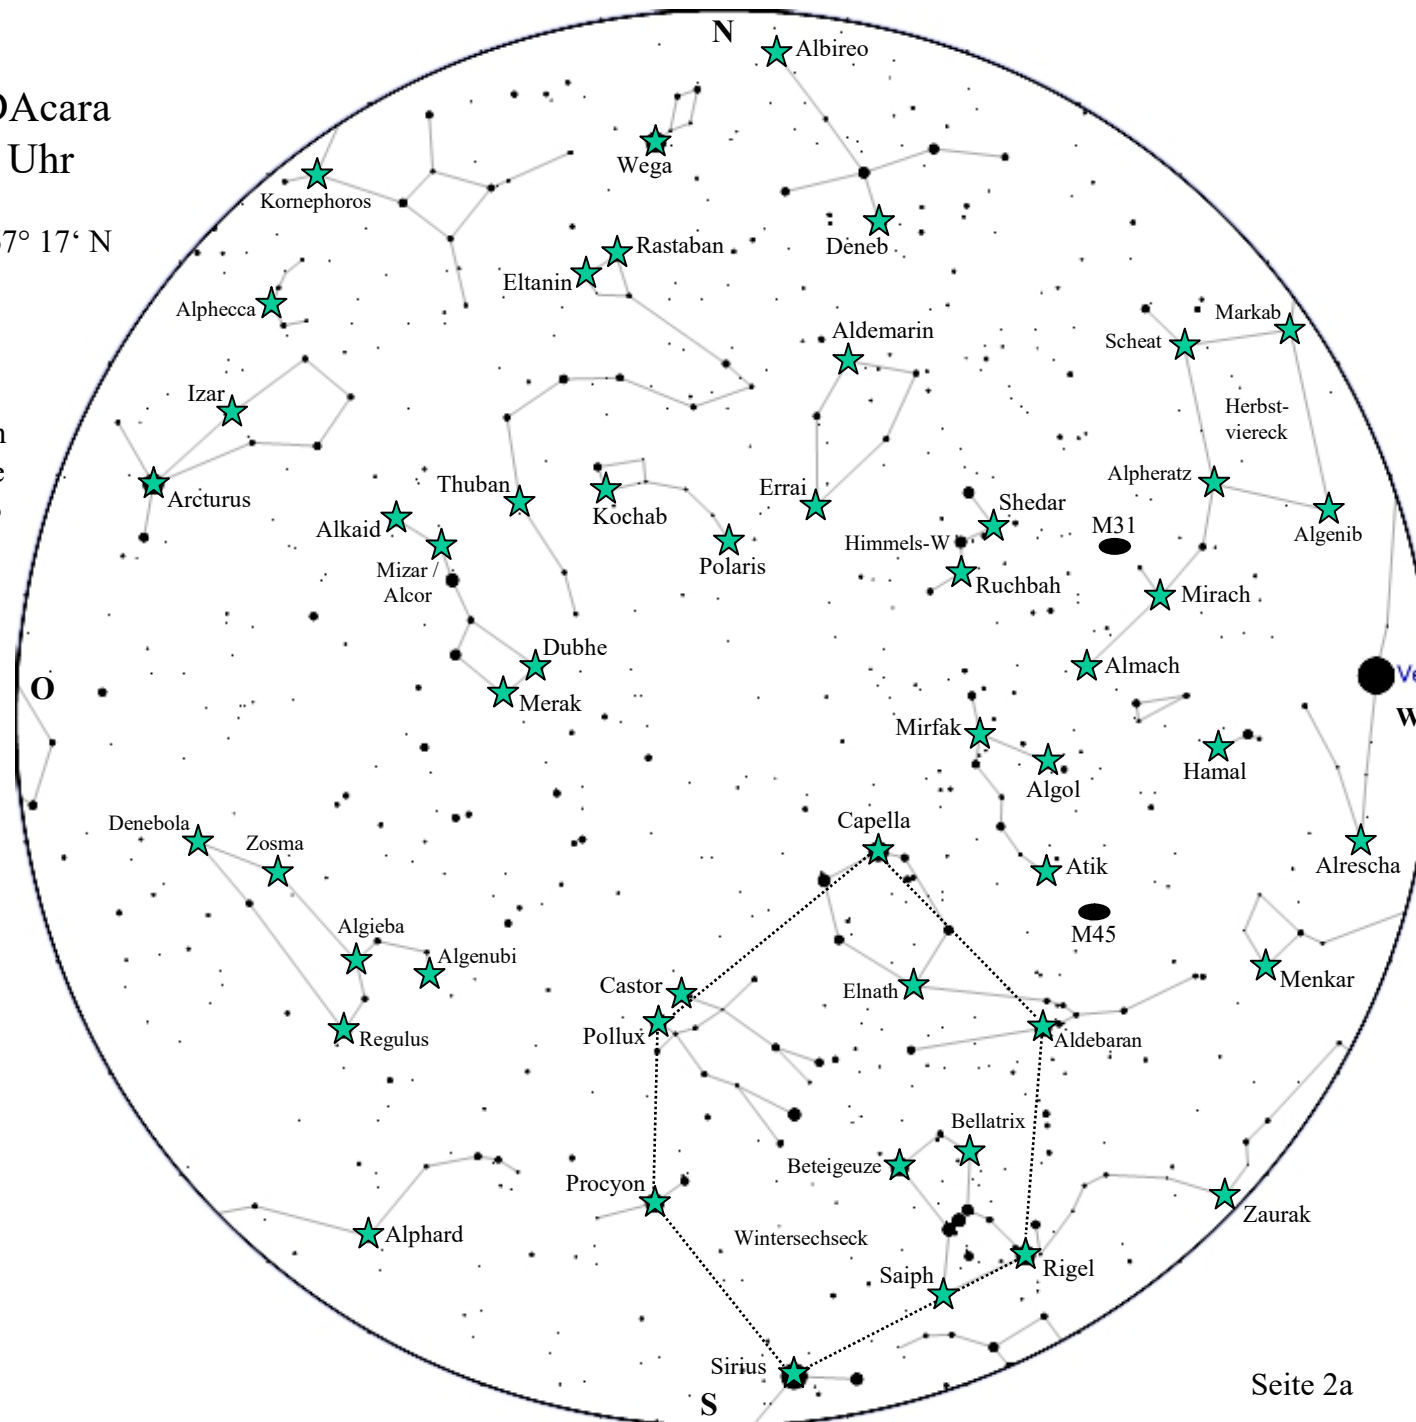 N
Albireo
Acara
Uhr
Wega
Kornephoros
7° 17‘ N
Rastaban
Deneb
Eltanin
Alphecca
Markab
Aldemarin
Scheat
Izar
Herbst-
viereck
Alpheratz
Thuban
Errai
Arcturus
Shedar
Kochab
M31
Alkaid
Algenib
Himmels-W
Polaris
Mizar /
Alcor
Ruchbah
Mirach
Dubhe
Almach
O
Merak
W
Mirfak
Hamal
Algol
Capella
Denebola
Zosma
Alrescha
Atik
Algieba
M45
Algenubi
Castor
Elnath
Menkar
Pollux
Regulus
Aldebaran
Bellatrix
Beteigeuze
Procyon
Zaurak
Alphard
Wintersechseck
Rigel
Saiph
Sirius
Seite 2a
S